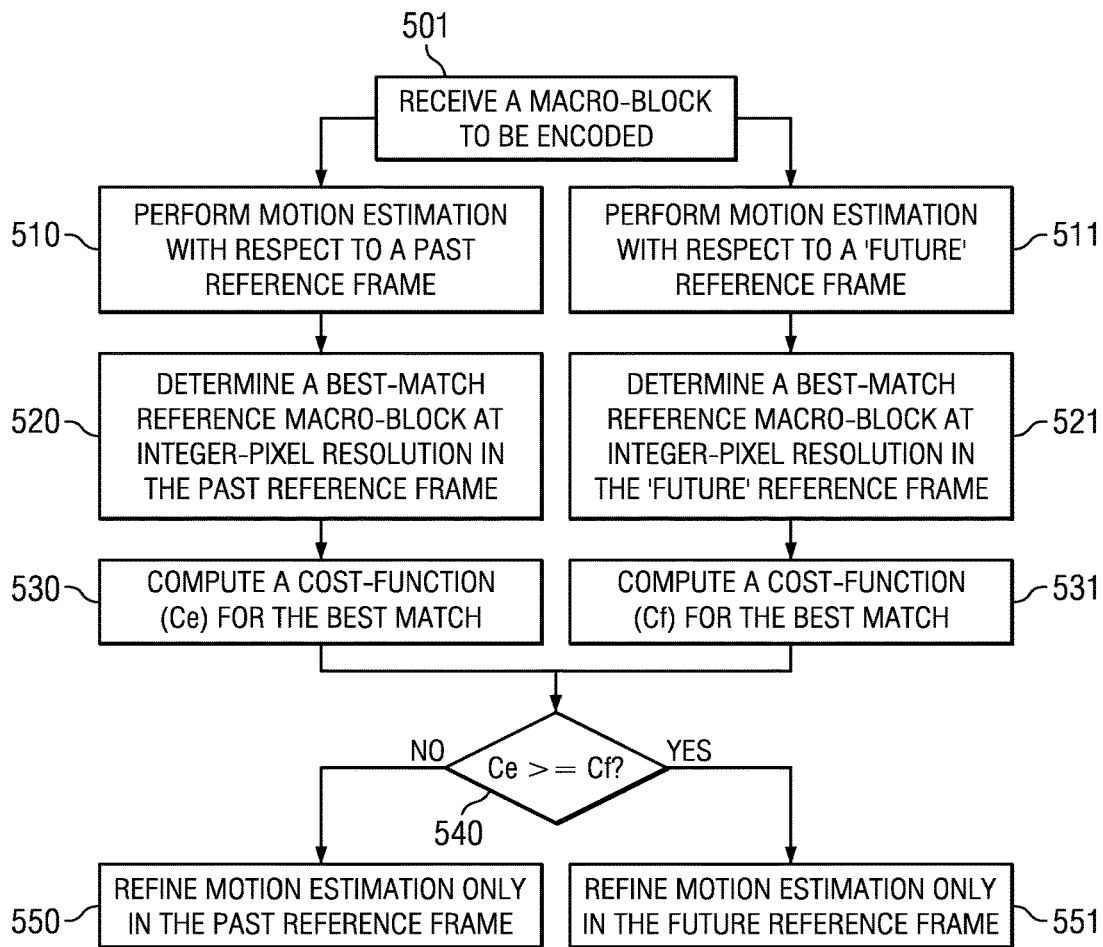 501
RECEIVE A MACRO-BLOCK
TO BE ENCODED
510
PERFORM MOTION ESTIMATION
WITH RESPECT TO A PAST
REFERENCE FRAME
PERFORM MOTION ESTIMATION
WITH RESPECT TO A 'FUTURE'
REFERENCE FRAME
511
520
DETERMINE A BEST-MATCH
REFERENCE MACRO-BLOCK AT
INTEGER-PIXEL RESOLUTION IN
THE PAST REFERENCE FRAME
DETERMINE A BEST-MATCH
REFERENCE MACRO-BLOCK AT
INTEGER-PIXEL RESOLUTION IN
THE 'FUTURE' REFERENCE FRAME
521
530
COMPUTE A COST-FUNCTION
(Ce) FOR THE BEST MATCH
COMPUTE A COST-FUNCTION
(Cf) FOR THE BEST MATCH
531
NO
Ce >= Cf?
YES
540
550
REFINE MOTION ESTIMATION ONLY
IN THE PAST REFERENCE FRAME
REFINE MOTION ESTIMATION ONLY
IN THE FUTURE REFERENCE FRAME
551